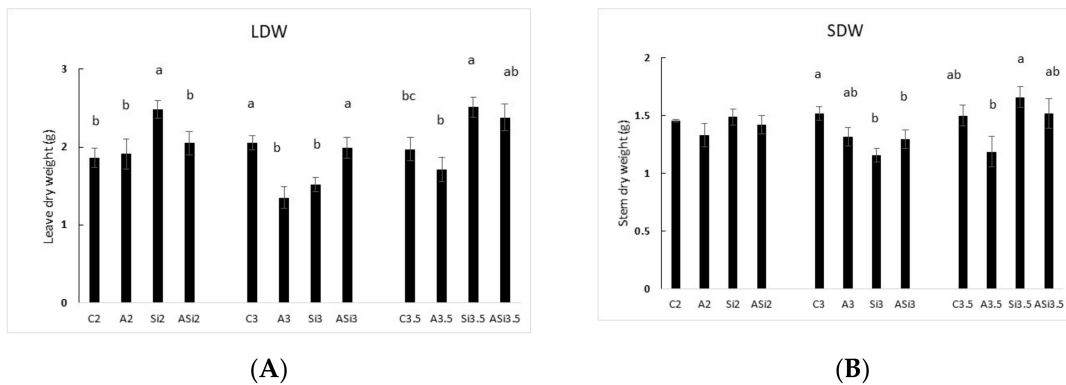 LDW
3
2
1
0
Leave dry weight (g)
b b a b a b b a bc b a ab
C2 A2 Si2 ASi2 C3 A3 Si3 ASi3 C3.5 A3.5 Si3.5 ASi3.5
(A)
SDW
2
1.5
1
0.5
0
Stem dry weight (g)
a ab b b ab b a ab
C2 A2 Si2 ASi2 C3 A3 Si3 ASi3 C3.5 A3.5 Si3.5 ASi3.5
(B)